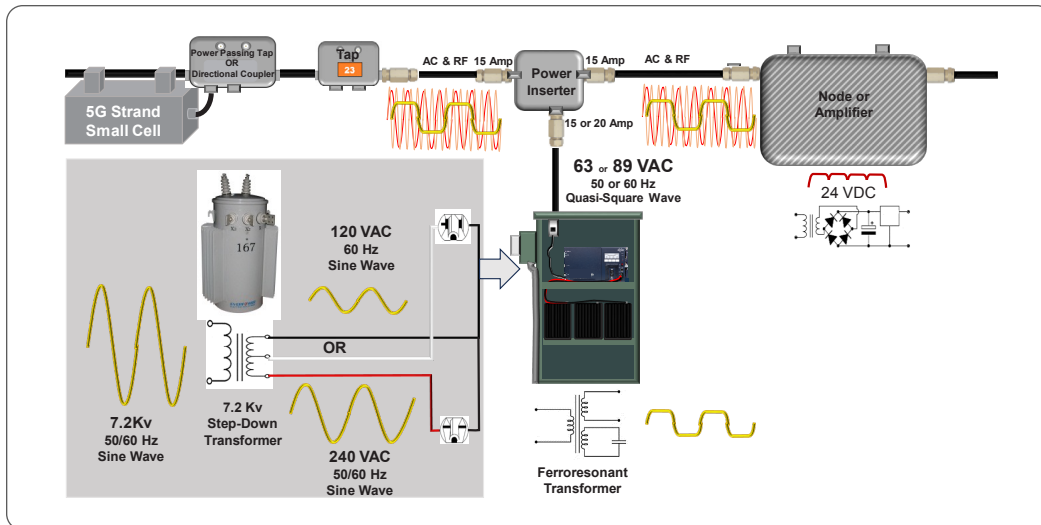 Power Passing Tap
OR
Directional Coupler
Tap
23
AC & RF
15 Amp
Power
Inserter
15 Amp
AC & RF
Node or
Amplifier
5G Strand
Small Cell
15 or 20 Amp
63 or 89 VAC
50 or 60 Hz
Quasi-Square Wave
24 VDC
167
120 VAC
60 Hz
Sine Wave
OR
7.2Kv
50/60 Hz
Sine Wave
7.2 Kv
Step-Down
Transformer
240 VAC
50/60 Hz
Sine Wave
Ferroresonant
Transformer